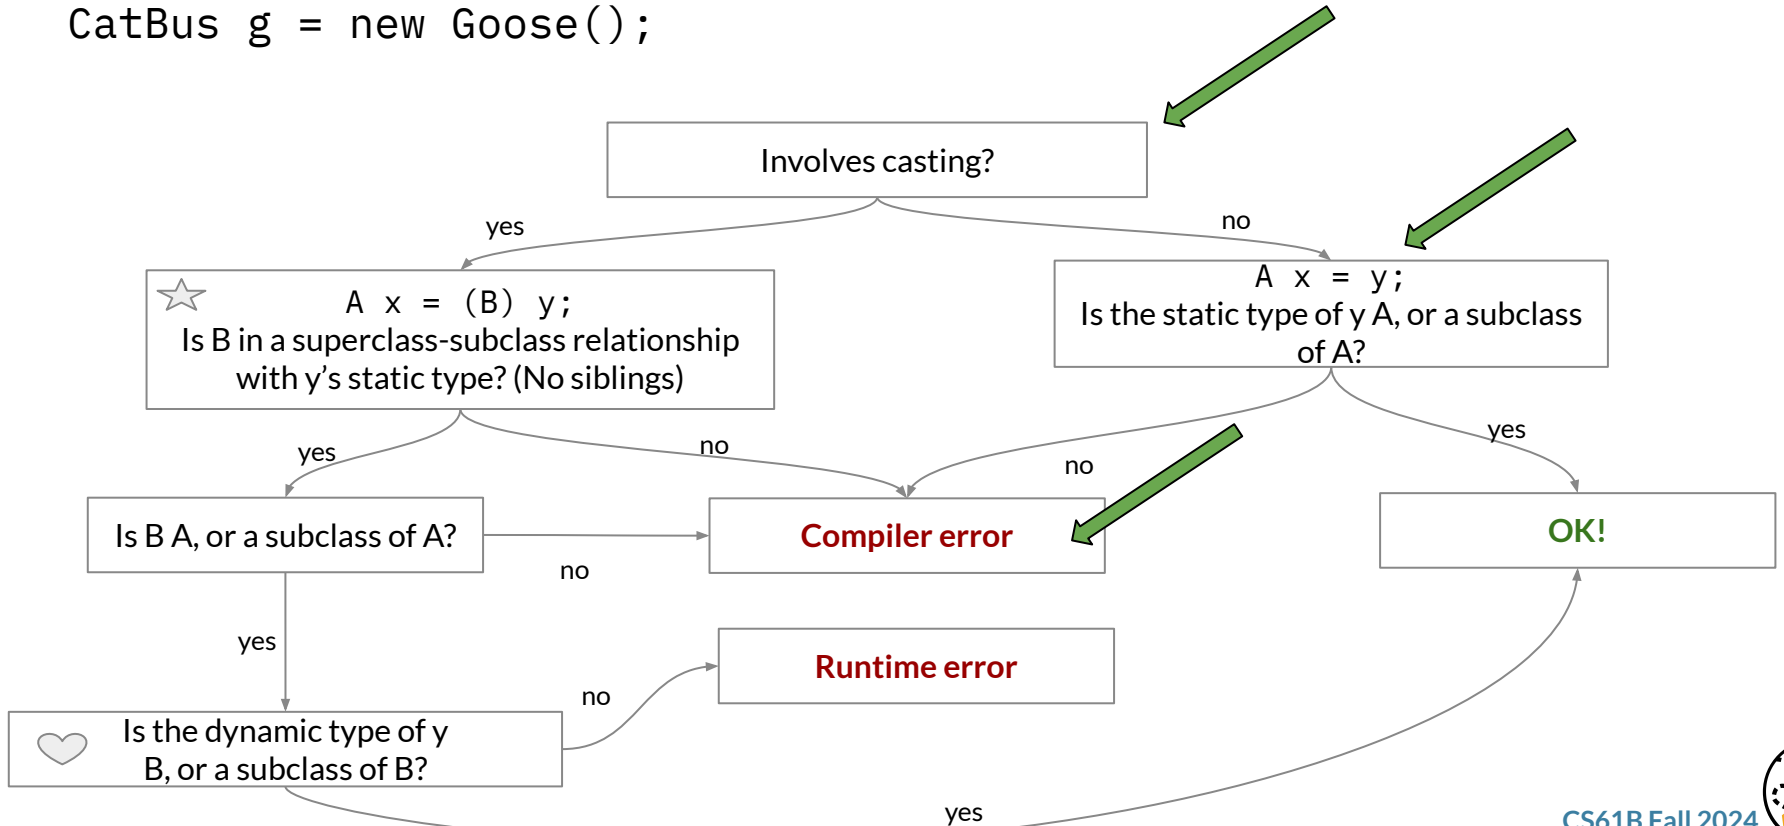 CatBus g = new Goose();
Involves casting?
yes
no
A x = (B) y;
Is B in a superclass-subclass relationship
with y’s static type? (No siblings)
A x = y;
Is the static type of y A, or a subclass
of A?
yes
no
no
yes
Is B A, or a subclass of A?
no
Compiler error
OK!
yes
Runtime error
no
Is the dynamic type of y
B, or a subclass of B?
yes
CS61B Fall 2024